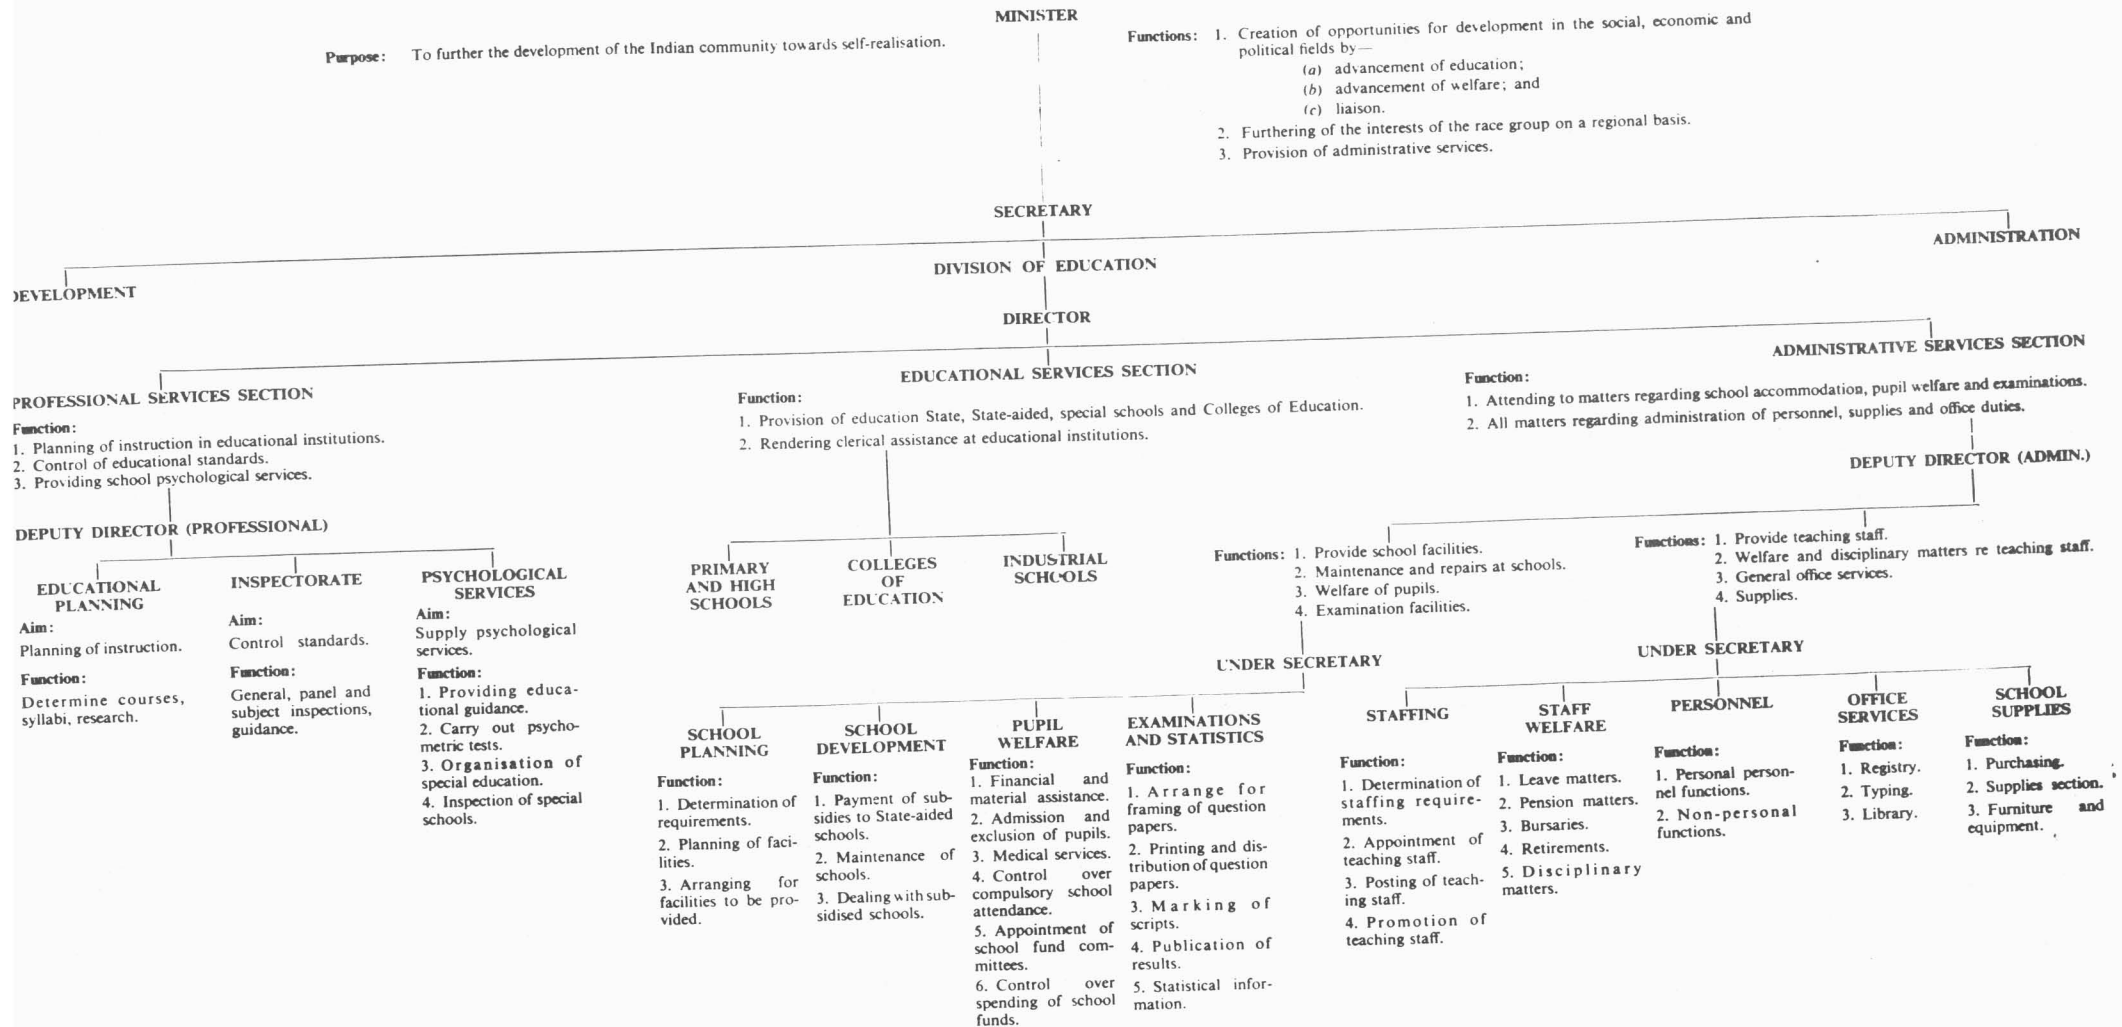 MINISTER
Purpose: To further the development of the Indian community towards self-realisation.
Functions: 1. Creation of opportunities for development in the social, economic and
political fields by—
(a) advancement of education;
(b) advancement of welfare; and
(c) liaison.
2. Furthering of the interests of the race group on a regional basis.
3. Provision of administrative services.
SECRETARY
DEVELOPMENT
DIVISION OF EDUCATION
ADMINISTRATION
DIRECTOR
PROFESSIONAL SERVICES SECTION
Function:
1. Planning of instruction in educational institutions.
2. Control of educational standards.
3. Providing school psychological services.
DEPUTY DIRECTOR (PROFESSIONAL)
EDUCATIONAL
PLANNING
Aim:
Planning of instruction.
Function:
Determine courses,
syllabi, research.
INSPECTORATE
Aim:
Control standards.
Function:
General, panel and
subject inspections,
guidance.
PSYCHOLOGICAL
SERVICES
Aim:
Supply psychological
services.
Function:
1. Providing educa-
tional guidance.
2. Carry out psycho-
metric tests.
3. Organisation of
special education.
4. Inspection of special
schools.
EDUCATIONAL SERVICES SECTION
Function:
1. Provision of education State, State-aided, special schools and Colleges of Education.
2. Rendering clerical assistance at educational institutions.
PRIMARY
AND HIGH
SCHOOLS
COLLEGES
OF
EDUCATION
INDUSTRIAL
SCHOOLS
ADMINISTRATIVE SERVICES SECTION
Function:
1. Attending to matters regarding school accommodation, pupil welfare and examinations.
2. All matters regarding administration of personnel, supplies and office duties.
DEPUTY DIRECTOR (ADMIN.)
Functions: 1. Provide school facilities.
2. Maintenance and repairs at schools.
3. Welfare of pupils.
4. Examination facilities.
UNDER SECRETARY
SCHOOL
PLANNING
Function:
1. Determination of
requirements.
2. Planning of faci-
lities.
3. Arranging for
facilities to be pro-
vided.
SCHOOL
DEVELOPMENT
Function:
1. Payment of sub-
sidies to State-aided
schools.
2. Maintenance of
schools.
3. Dealing with sub-
sidised schools.
PUPIL
WELFARE
Function:
1. Financial and
material assistance.
2. Admission and
exclusion of pupils.
3. Medical services.
4. Control over
compulsory school
attendance.
5. Appointment of
school fund com-
mittees.
6. Control over
spending of school
funds.
EXAMINATIONS
AND STATISTICS
Function:
1. Arrange for
framing of question
papers.
2. Printing and dis-
tribution of question
papers.
3. Marking of
scripts.
4. Publication of
results.
5. Statistical infor-
mation.
Functions: 1. Provide teaching staff.
2. Welfare and disciplinary matters re teaching staff.
3. General office services.
4. Supplies.
UNDER SECRETARY
STAFFING
Function:
1. Determination of
staffing require-
ments.
2. Appointment of
teaching staff.
3. Posting of teach-
ing staff.
4. Promotion of
teaching staff.
STAFF
WELFARE
Function:
1. Leave matters.
2. Pension matters.
3. Bursaries.
4. Retirements.
5. Disciplinary
matters.
PERSONNEL
Function:
1. Personal person-
nel functions.
2. Non-personal
functions.
OFFICE
SERVICES
Function:
1. Registry.
2. Typing.
3. Library.
SCHOOL
SUPPLIES
Function:
1. Purchasing.
2. Supplies section.
3. Furniture and
equipment.